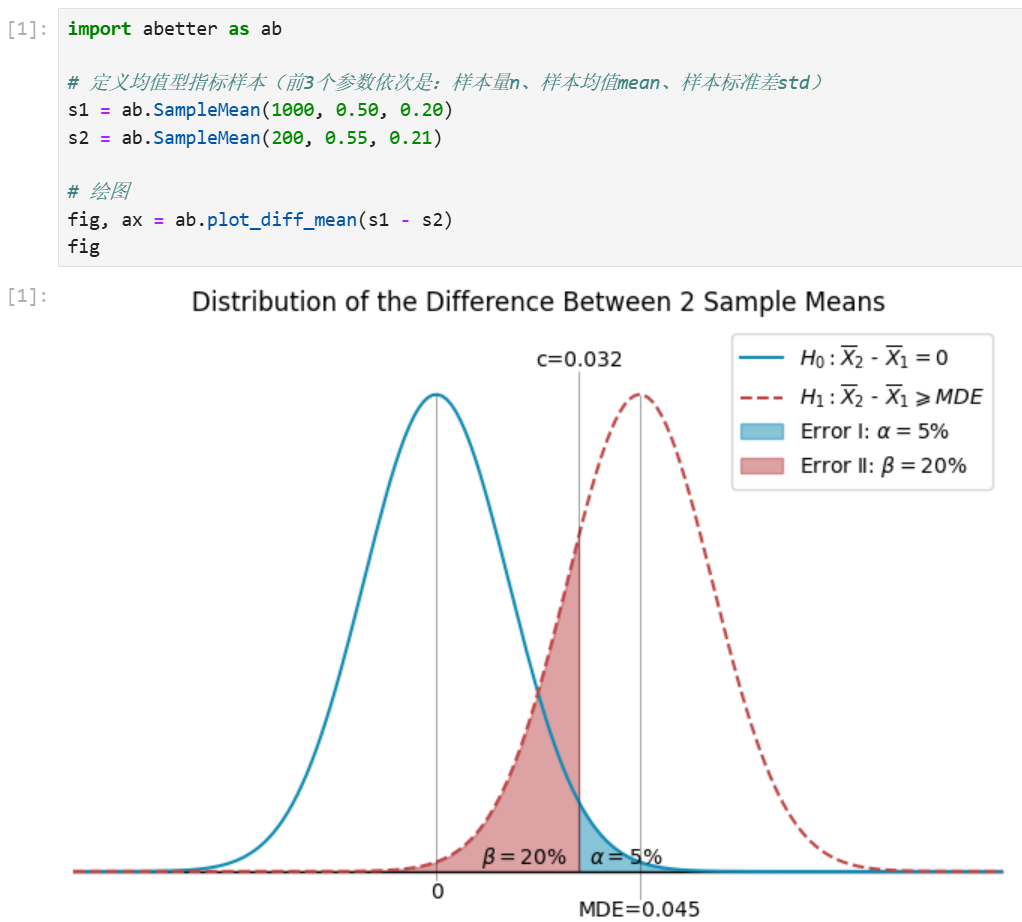 [1]:
import abetter as ab
# 定义均值型指标样本（前3个参数依次是：样本量n、样本均值mean、样本标准差std）
s1 = ab.SampleMean(1000, 0.50, 0.20)
s2 = ab.SampleMean(200, 0.55, 0.21)
# 绘图
fig, ax = ab.plot_diff_mean(s1 - s2)
fig
[1]:
Distribution of the Difference Between 2 Sample Means
c=0.032
H₀ : X̅₂ - X̅₁ = 0
H₁ : X̅₂ - X̅₁ ⩾ MDE
Error Ⅰ: α = 5%
Error Ⅱ: β = 20%
β = 20%
α = 5%
0
MDE=0.045